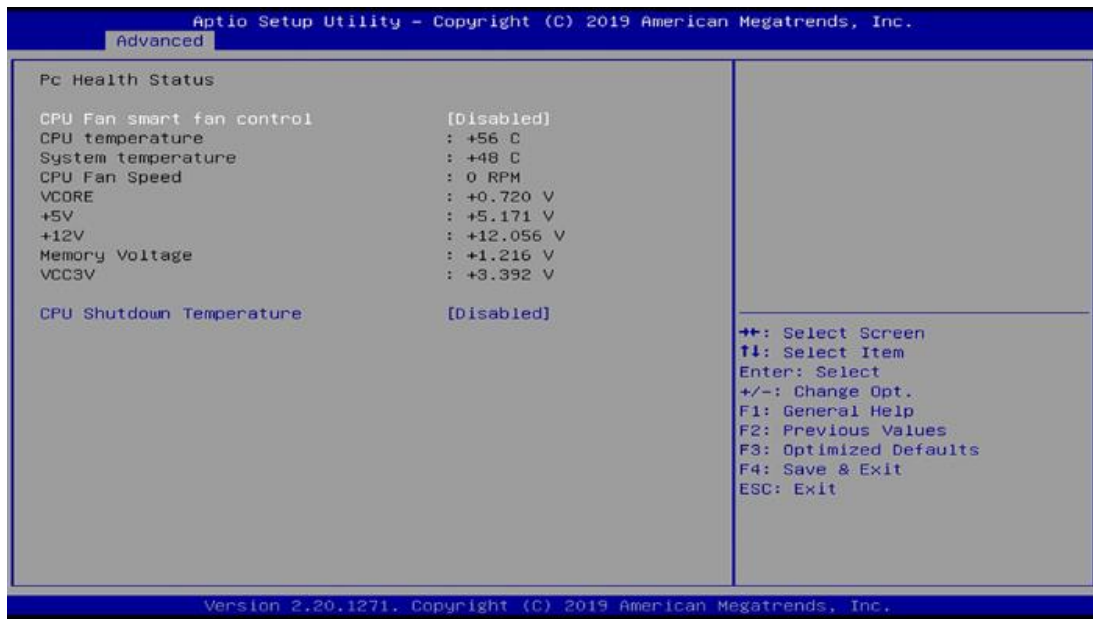 Aptio Setup Utility – Copyright (C) 2019 American Megatrends, Inc.
Advanced
Pc Health Status
CPU Fan smart fan control [Disabled]
CPU temperature : +56 C
System temperature : +48 C
CPU Fan Speed : 0 RPM
VCORE : +0.720 V
+5V : +5.171 V
+12V : +12.056 V
Memory Voltage : +1.216 V
VCC3V : +3.392 V
CPU Shutdown Temperature [Disabled]
→←: Select Screen
↑↓: Select Item
Enter: Select
+/-: Change Opt.
F1: General Help
F2: Previous Values
F3: Optimized Defaults
F4: Save & Exit
ESC: Exit
Version 2.20.1271. Copyright (C) 2019 American Megatrends, Inc.